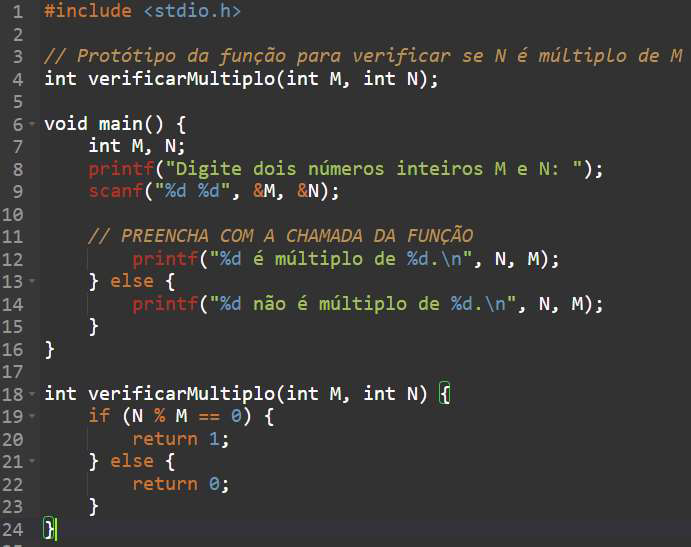 1 #include <stdio.h>
2
3 // Protótipo da função para verificar se N é múltiplo de M
4 int verificarMultiplo(int M, int N);
5
6 void main() {
7     int M, N;
8     printf("Digite dois números inteiros M e N: ");
9     scanf("%d %d", &M, &N);
10
11     // PREENCHA COM A CHAMADA DA FUNÇÃO
12         printf("%d é múltiplo de %d.\n", N, M);
13     } else {
14         printf("%d não é múltiplo de %d.\n", N, M);
15     }
16 }
17
18 int verificarMultiplo(int M, int N) {
19     if (N % M == 0) {
20         return 1;
21     } else {
22         return 0;
23     }
24 }